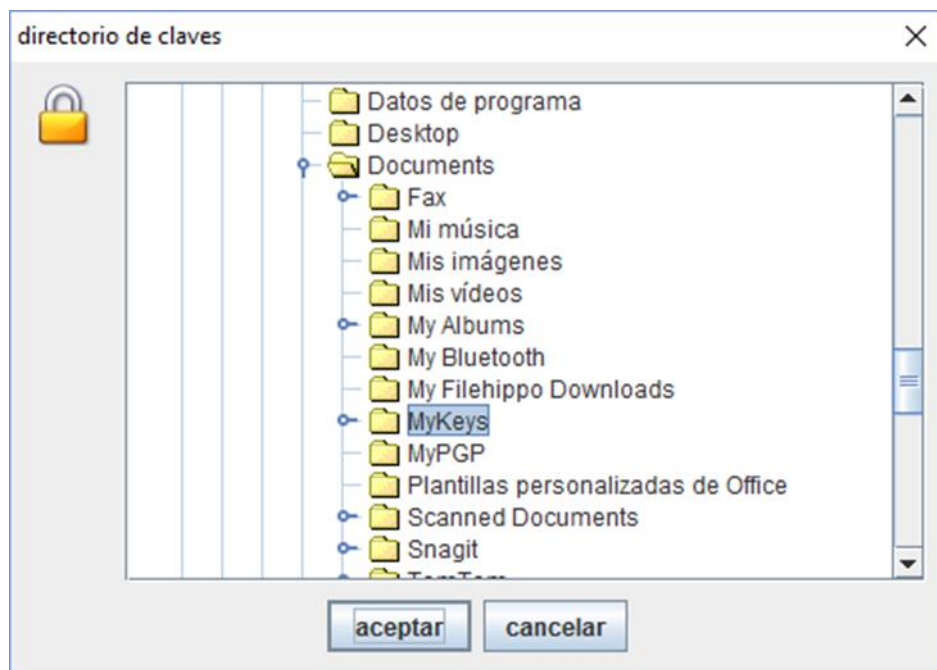 directorio de claves
Datos de programa
Desktop
Documents
Fax
Mi música
Mis imágenes
Mis vídeos
My Albums
My Bluetooth
My Filehippo Downloads
MyKeys
MyPGP
Plantillas personalizadas de Office
Scanned Documents
Snagit
TomTom
aceptar cancelar